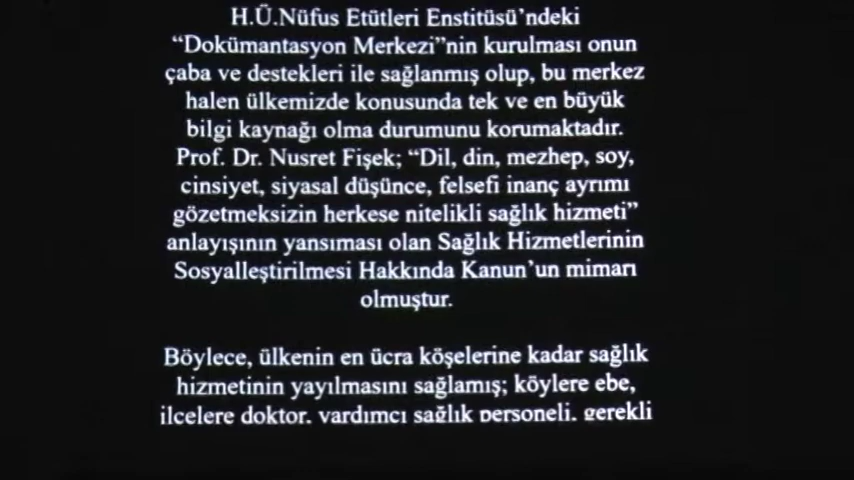 H.Ü.Nüfus Etütleri Enstitüsü’ndeki
“Dokümantasyon Merkezi”nin kurulması onun
çaba ve destekleri ile sağlanmış olup, bu merkez
halen ülkemizde konusunda tek ve en büyük
bilgi kaynağı olma durumunu korumaktadır.
Prof. Dr. Nusret Fişek; “Dil, din, mezhep, soy,
cinsiyet, siyasal düşünce, felsefi inanç ayrımı
gözetmeksizin herkese nitelikli sağlık hizmeti”
anlayışının yansıması olan Sağlık Hizmetlerinin
Sosyalleştirilmesi Hakkında Kanun’un mimarı
olmuştur.
Böylece, ülkenin en ücra köşelerine kadar sağlık
hizmetinin yayılmasını sağlamış; köylere ebe,
ilçelere doktor, yardımcı sağlık personeli, gerekli